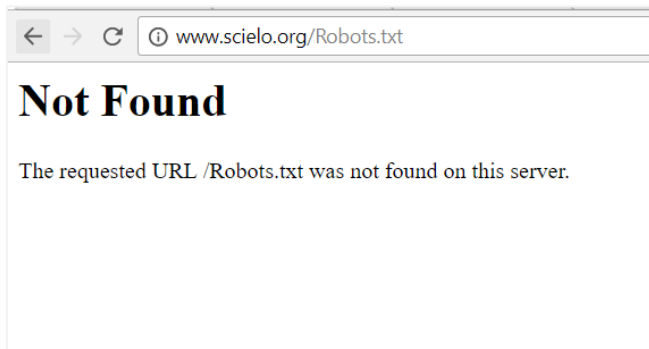 www.scielo.org/Robots.txt
Not Found
The requested URL /Robots.txt was not found on this server.